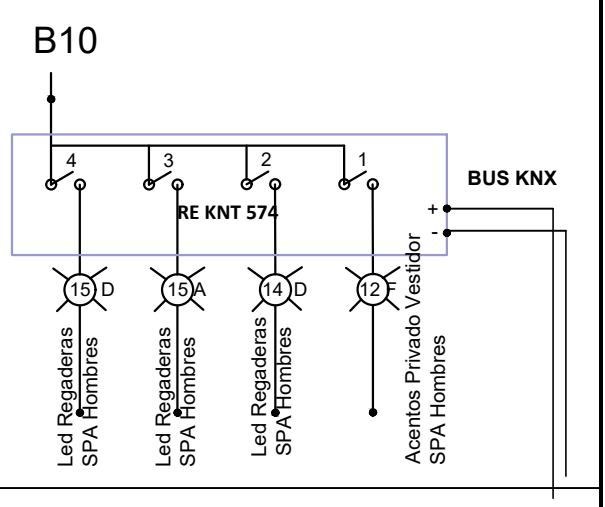 B10
4 3 2 1
BUS KNX
RE KNT 574
+
-
15 D 15 A 14 D 12 F
Led Regaderas
SPA Hombres
Led Regaderas
SPA Hombres
Led Regaderas
SPA Hombres
Acentos Privado Vestidor
SPA Hombres